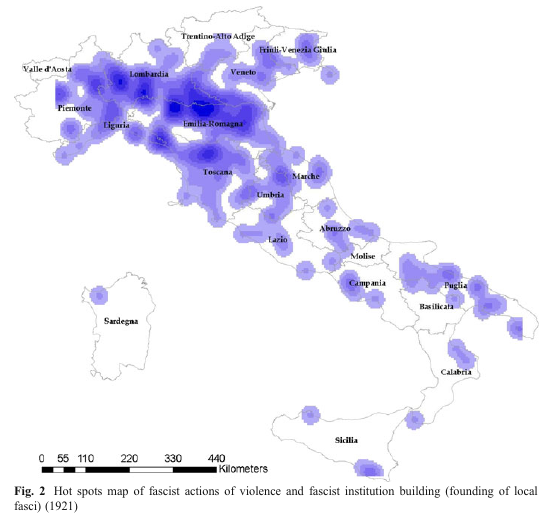 Trentino-Alto Adige
Friuli-Venezia Giulia
Valle d'Aosta
Lombardia
Veneto
Piemonte
Liguria
Emilia-Romagna
Toscana
Marche
Umbria
Abruzzo
Lazio
Molise
Campania
Puglia
Basilicata
Sardegna
Calabria
Sicilia
0 55 110 220 330 440
Kilometers
Fig. 2 Hot spots map of fascist actions of violence and fascist institution building (founding of local
fasci) (1921)